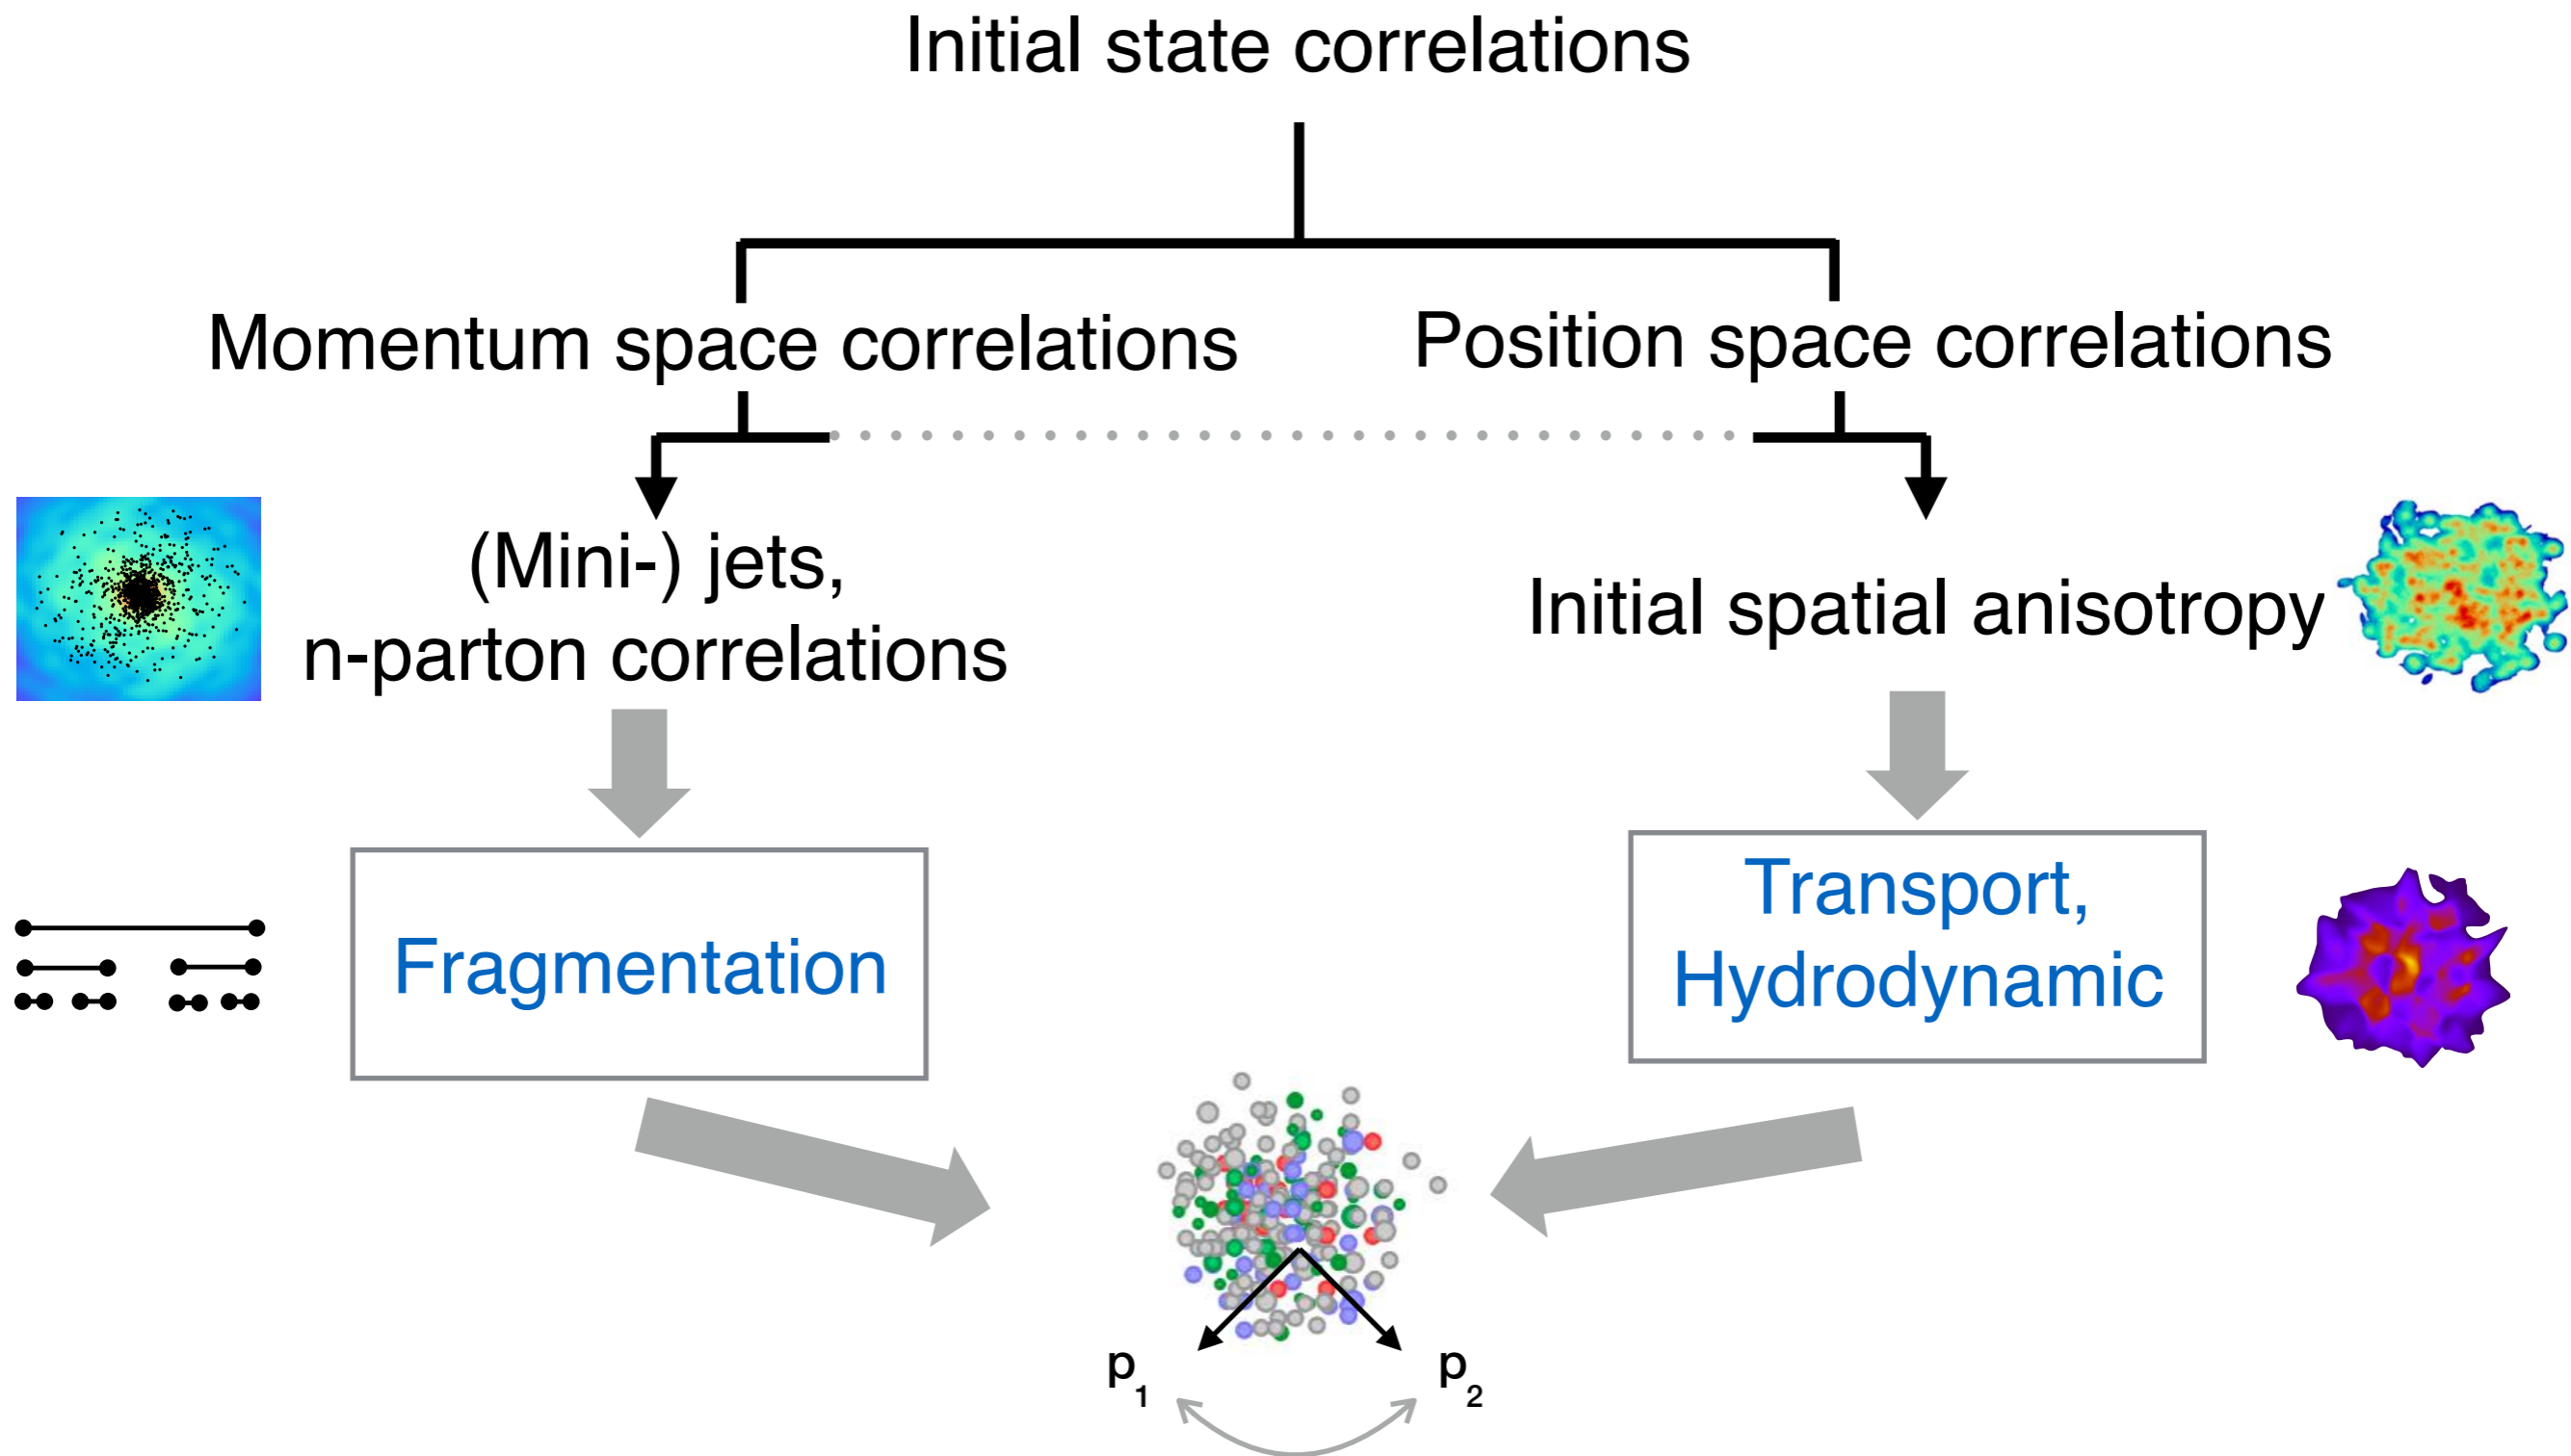 Initial state correlations
Momentum space correlations
Position space correlations
(Mini-) jets,
n-parton correlations
Initial spatial anisotropy
Fragmentation
Transport,
Hydrodynamic
p1
p2